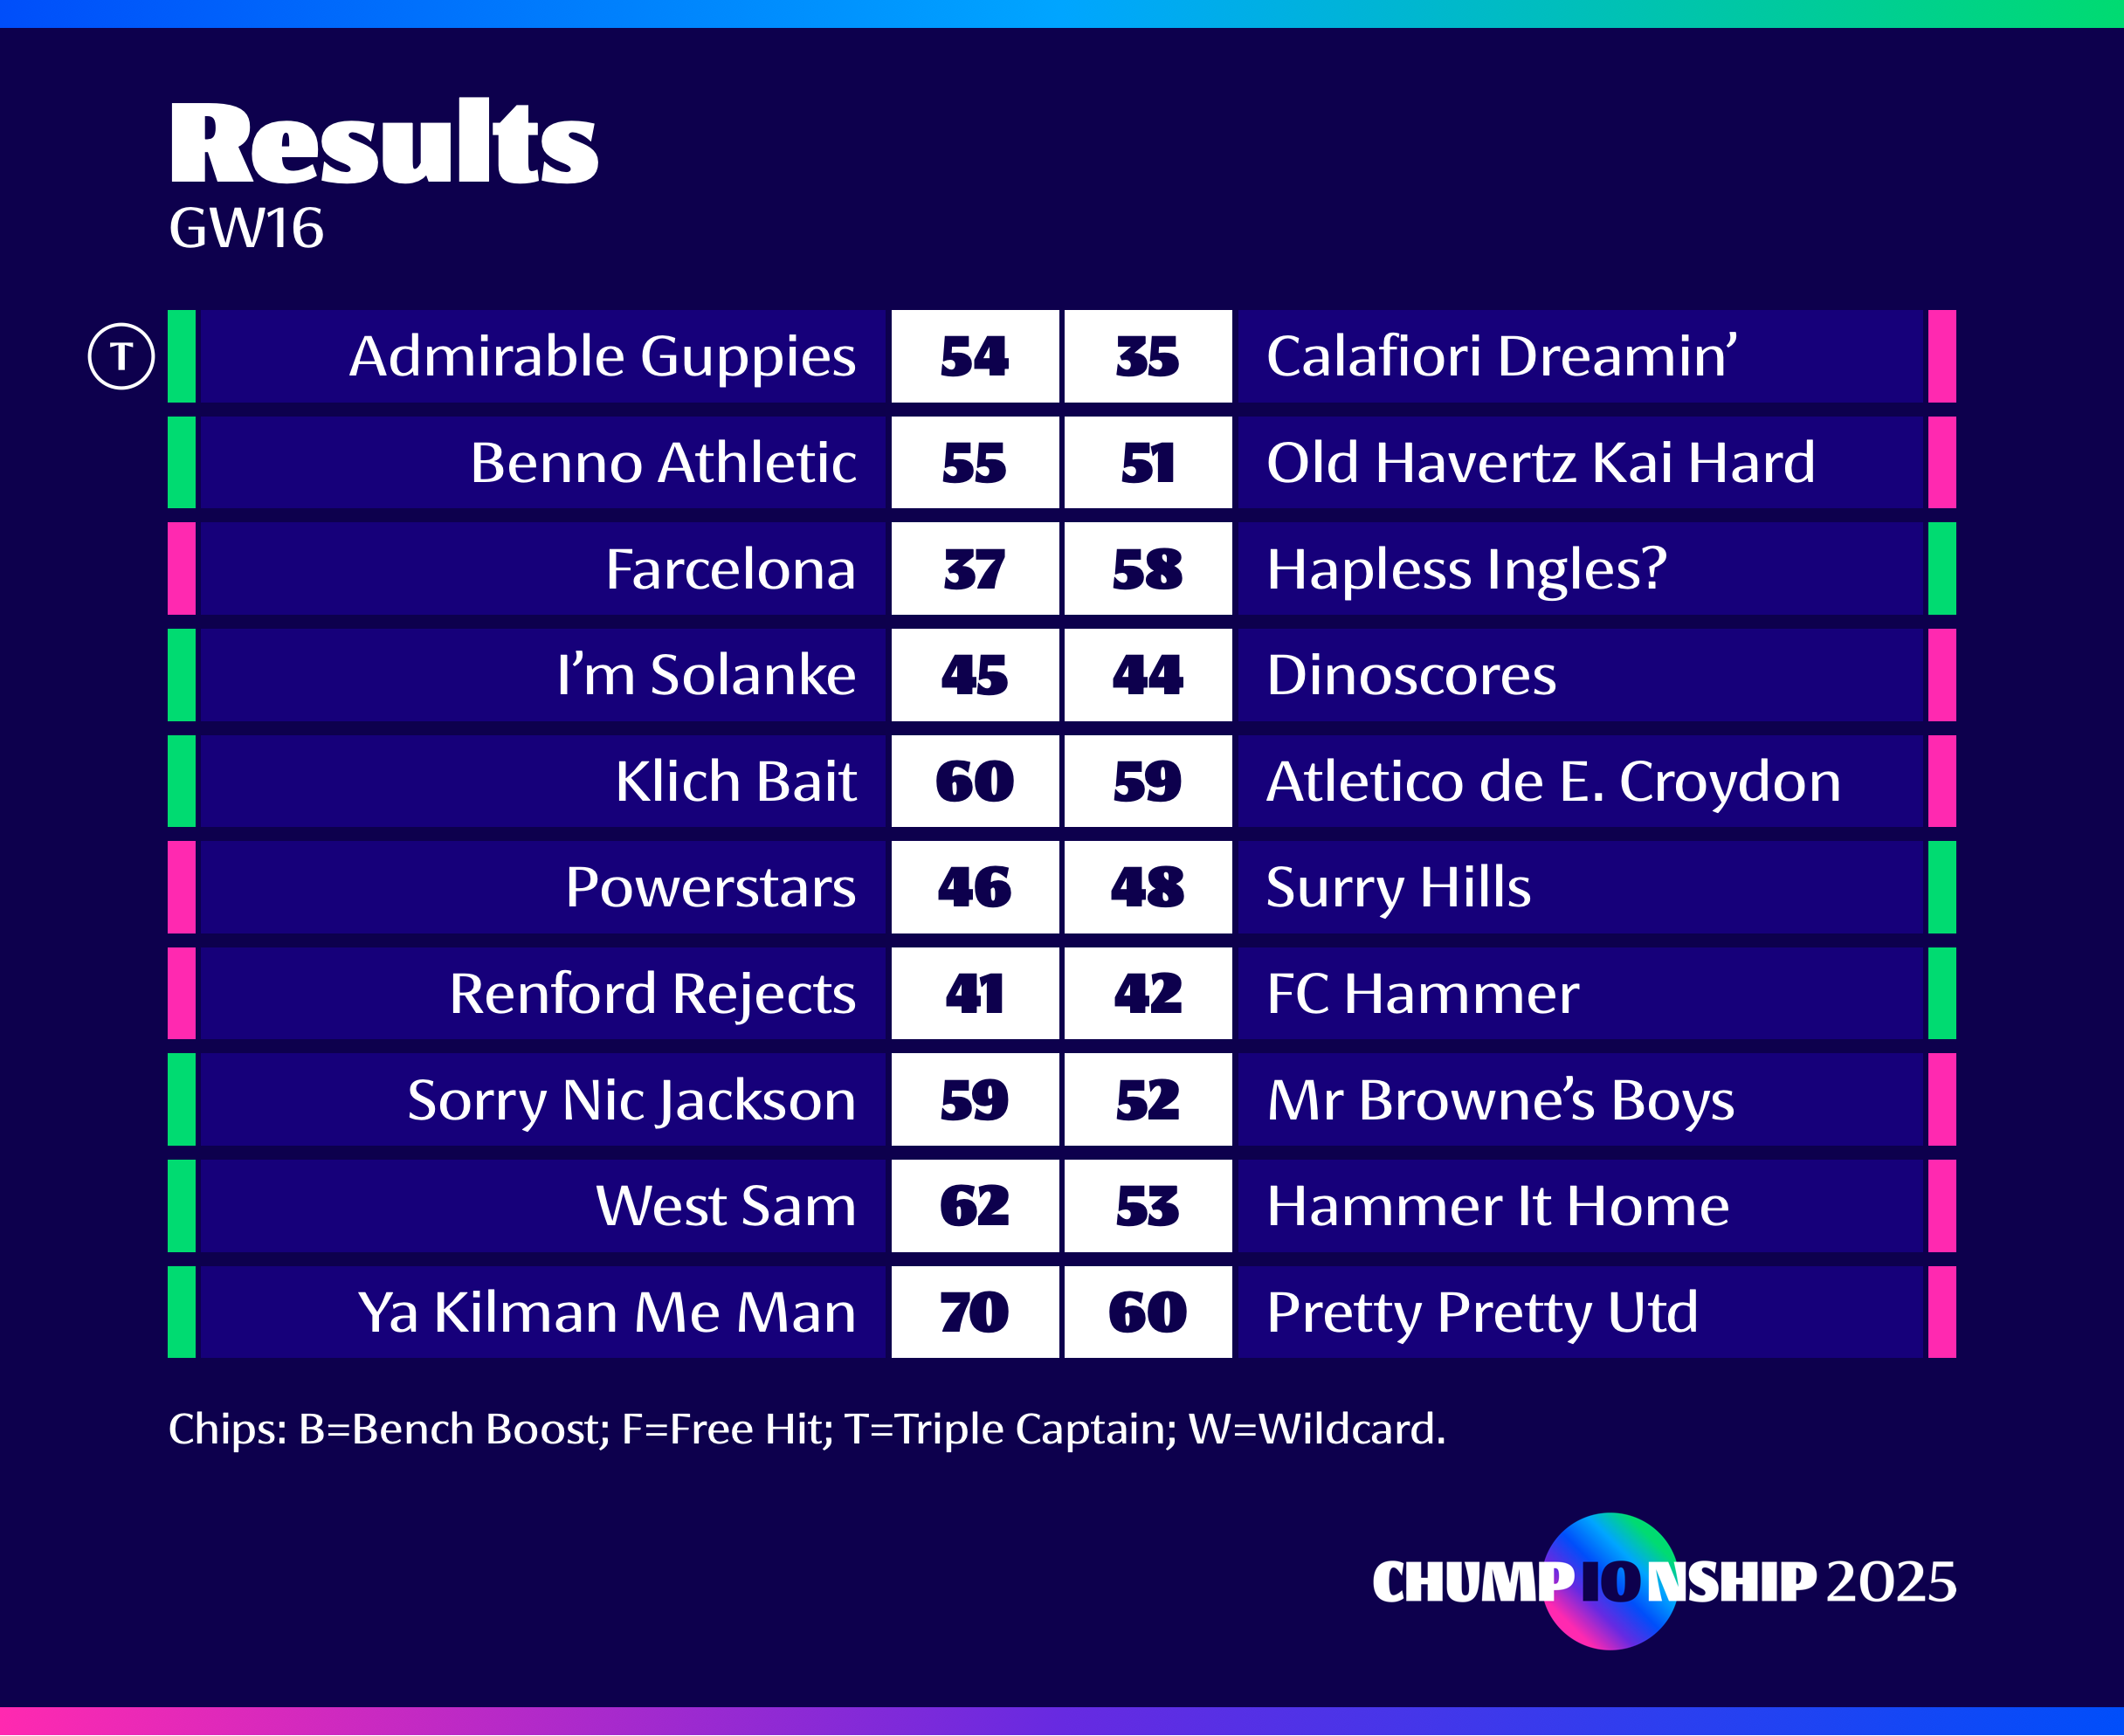 Results
GW16
T Admirable Guppies 54 35 Calafiori Dreamin’
Benno Athletic 55 51 Old Havertz Kai Hard
Farcelona 37 58 Hapless Ingles?
I’m Solanke 45 44 Dinoscores
Klich Bait 60 59 Atletico de E. Croydon
Powerstars 46 48 Surry Hills
Renford Rejects 41 42 FC Hammer
Sorry Nic Jackson 59 52 Mr Browne’s Boys
West Sam 62 53 Hammer It Home
Ya Kilman Me Man 70 60 Pretty Pretty Utd
Chips: B=Bench Boost; F=Free Hit; T=Triple Captain; W=Wildcard.
CHUMPIONSHIP 2025